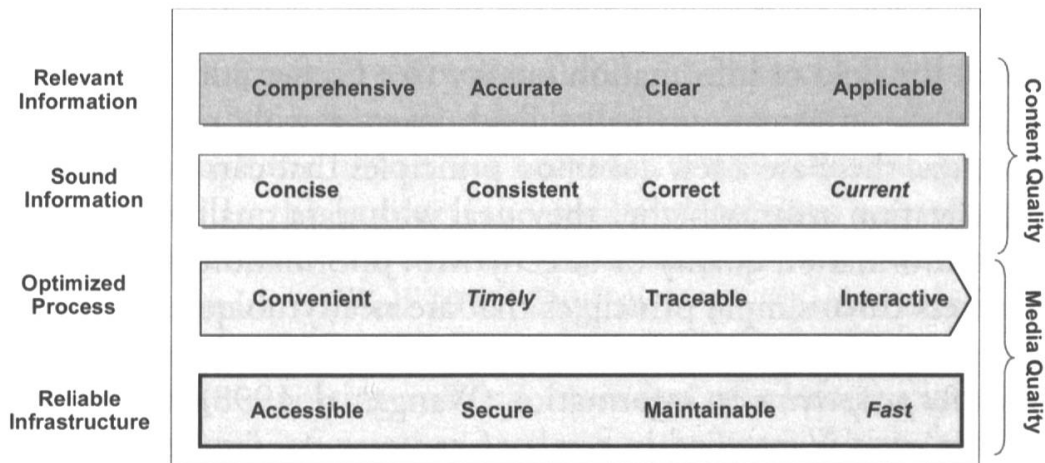 Relevant Information
Comprehensive Accurate Clear Applicable
Sound Information
Concise Consistent Correct Current
Content Quality
Optimized Process
Convenient Timely Traceable Interactive
Reliable Infrastructure
Accessible Secure Maintainable Fast
Media Quality